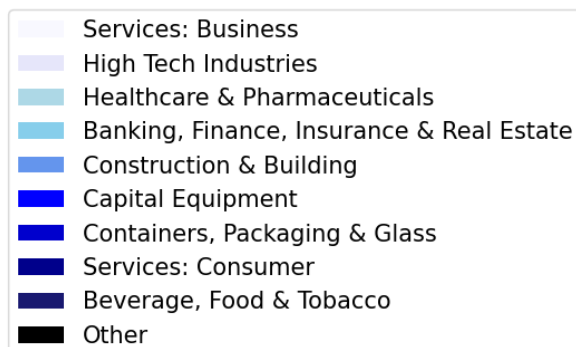 Services: Business
High Tech Industries
Healthcare & Pharmaceuticals
Banking, Finance, Insurance & Real Estate
Construction & Building
Capital Equipment
Containers, Packaging & Glass
Services: Consumer
Beverage, Food & Tobacco
Other